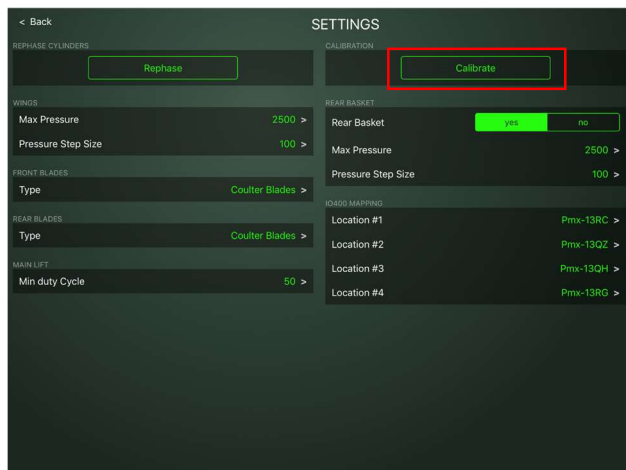 < Back
SETTINGS
REPHASE CYLINDERS
Rephase
WINGS
Max Pressure 2500 >
Pressure Step Size 100 >
FRONT BLADES
Type Coulter Blades >
REAR BLADES
Type Coulter Blades >
MAIN LIFT
Min duty Cycle 50 >
CALIBRATION
Calibrate
REAR BASKET
Rear Basket yes no
Max Pressure 2500 >
Pressure Step Size 100 >
IO400 MAPPING
Location #1 Pmx-13RC >
Location #2 Pmx-13QZ >
Location #3 Pmx-13QH >
Location #4 Pmx-13RG >